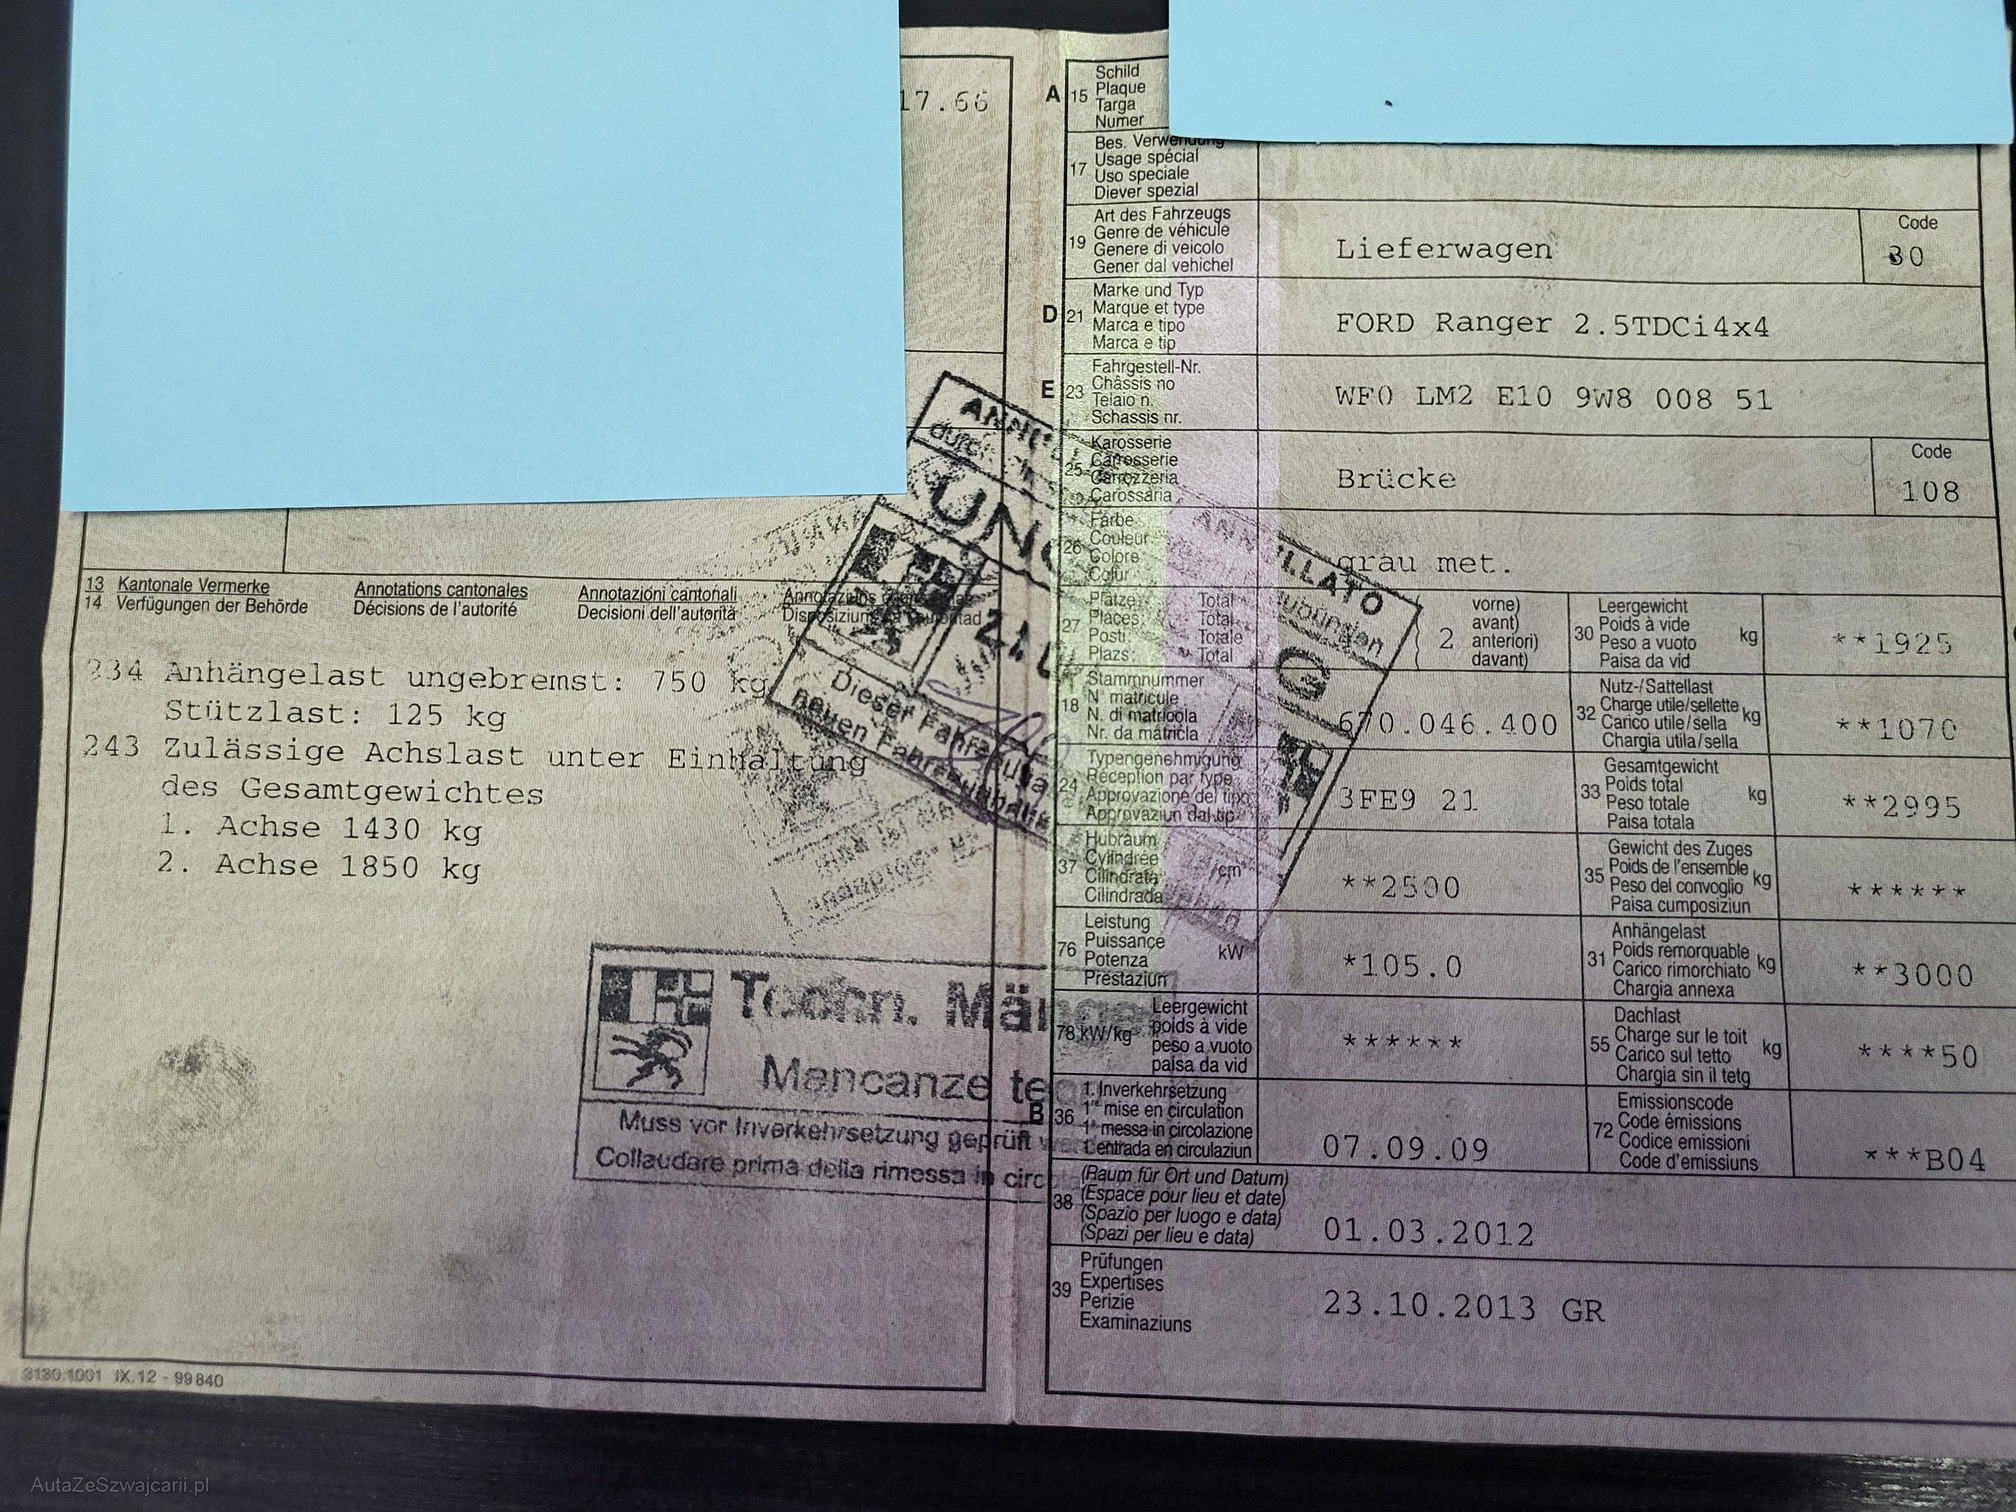 17.66
13 Kantonale Vermerke Annotations cantonales Annotazioni cantonali
14 Verfügungen der Behörde Décisions de l'autorité Decisioni dell'autorità
234 Anhängelast ungebremst: 750 kg
Stützlast: 125 kg
243 Zulässige Achslast unter Einhaltung
des Gesamtgewichtes
1. Achse 1430 kg
2. Achse 1850 kg
Techn.
Mancanze
Muss vor Inverkehrsetzung geprüft
Collaudare prima della rimessa in circ
3130.1001 IX.12 - 99 840
A 15 Schild
Plaque
Targa
Numer
17 Bes. Verwendung
Usage spécial
Uso speciale
Diever spezial
19 Art des Fahrzeugs
Genre de véhicule
Genere di veicolo
Gener dal vehichel
Lieferwagen
Code
30
D 21 Marke und Typ
Marque et type
Marca e tipo
Marca e tip
FORD Ranger 2.5TDCi4x4
E 23 Fahrgestell-Nr.
Châssis no
Telaio n.
Schassis nr.
WF0 LM2 E10 9W8 008 51
25 Karosserie
Carrosserie
Carrozzeria
Carossaria
Brücke
Code
108
26 Farbe
Couleur
Colore
Colur
grau met.
ANNULLATO
Dieser Fahrzeuga
neuen Fahrzeughalte
27 Plätze Total
Places Total
Posti Totale
Plazs Total
2 vorne)
avant)
anteriori)
davant)
30 Leergewicht
Poids à vide
Peso a vuoto
Paisa da vid
kg
**1925
18 Stammnummer
N° matricule
N. di matricola
Nr. da matricla
670.046.400
32 Nutz-/Sattellast
Charge utile/sellette
Carico utile/sella
Chargia utila/sella
kg
**1070
24 Typengenehmigung
Réception par type
Approvazione del tipo
Approvaziun dal tip
3FE9 21
33 Gesamtgewicht
Poids total
Peso totale
Paisa totala
kg
**2995
37 Hubraum
Cylindrée
Cilindrata
Cilindrada
cm³
**2500
35 Gewicht des Zuges
Poids de l'ensemble
Peso del convoglio
Paisa cumposiziun
kg
******
76 Leistung
Puissance
Potenza
Prestaziun
kW
*105.0
31 Anhängelast
Poids remorquable
Carico rimorchiato
Chargia annexa
kg
**3000
78 kW/kg Leergewicht
poids à vide
peso a vuoto
paisa da vid
******
55 Dachlast
Charge sur le toit
Carico sul tetto
Chargia sin il tetg
kg
****50
B 36 1. Inverkehrsetzung
1re mise en circulation
1a messa in circolazione
1. entrada en circulaziun
07.09.09
72 Emissionscode
Code émissions
Codice emissioni
Code d'emissiuns
***B04
38 (Raum für Ort und Datum)
(Espace pour lieu et date)
(Spazio per luogo e data)
(Spazi per lieu e data)
01.03.2012
39 Prüfungen
Expertises
Perizie
Examinaziuns
23.10.2013 GR
AutaZeSzwajcarii.pl